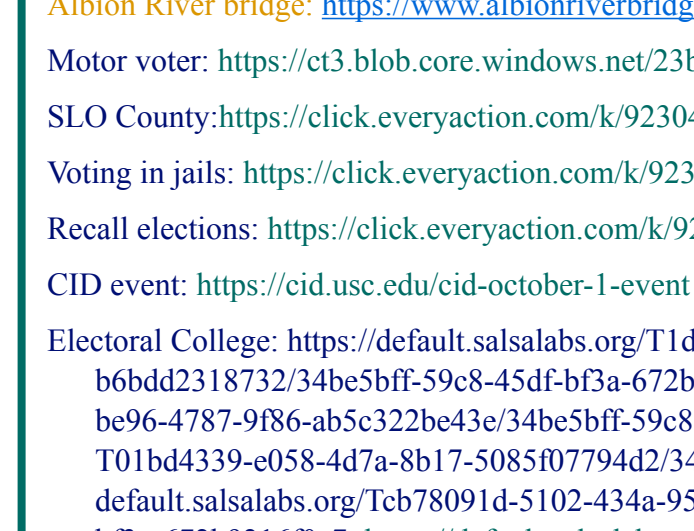 Albion River bridge: https://www.albionriverbridg
Motor voter: https://ct3.blob.core.windows.net/23b
SLO County:https://click.everyaction.com/k/92304
Voting in jails: https://click.everyaction.com/k/923
Recall elections: https://click.everyaction.com/k/92
CID event: https://cid.usc.edu/cid-october-1-event
Electoral College: https://default.salsalabs.org/T1d
b6bdd2318732/34be5bff-59c8-45df-bf3a-672b
be96-4787-9f86-ab5c322be43e/34be5bff-59c8
T01bd4339-e058-4d7a-8b17-5085f07794d2/34
default.salsalabs.org/Tcb78091d-5102-434a-95